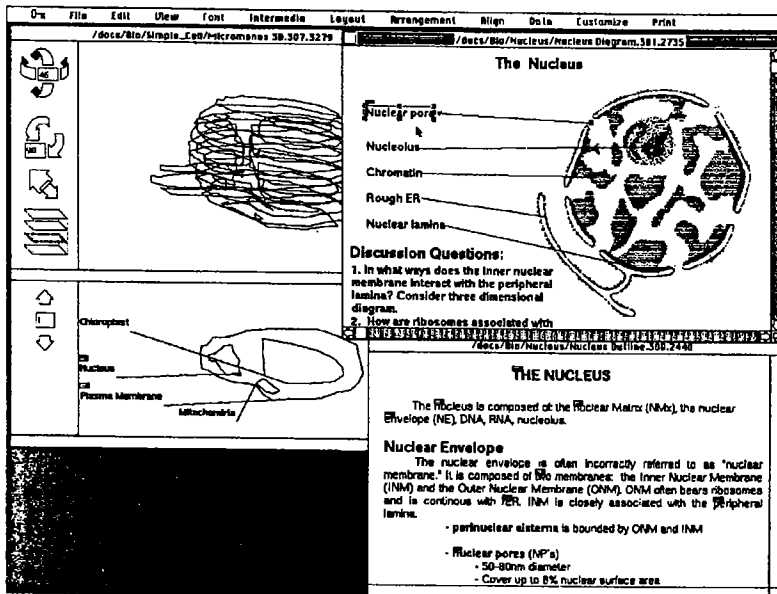 File Edit View Font Intermedia Layout Arrangement Align Data Customize Print
/docs/Bio/Simple_Cell/Micromanes 30.307.3279
/docs/Bio/Nucleus/Nucleus Diagram.301.2735
The Nucleus
Nuclear pore
Nucleolus
Chromatin
Rough ER
Nuclear lamina
Discussion Questions:
1. In what ways does the inner nuclear
membrane interact with the peripheral
lamina? Consider three dimensional
diagram.
2. How are ribosomes associated with
Chloroplast
Nucleus
Plasma Membrane
Mitochondria
/docs/Bio/Nucleus/Nucleus Outline.300.2440
THE NUCLEUS
The nucleus is composed of the Nuclear Matrix (NMx), the nuclear
envelope (NE), DNA, RNA, nucleolus.
Nuclear Envelope
The nuclear envelope is often incorrectly referred to as "nuclear
membrane." It is composed of two membranes: the Inner Nuclear Membrane
(INM) and the Outer Nuclear Membrane (ONM). ONM often bears ribosomes
and is continous with rER. INM is closely associated with the peripheral
lamina.
- perinuclear cisterna is bounded by ONM and INM
- Nuclear pores (NP's)
- 50-80nm diameter
- Cover up to 8% nuclear surface area